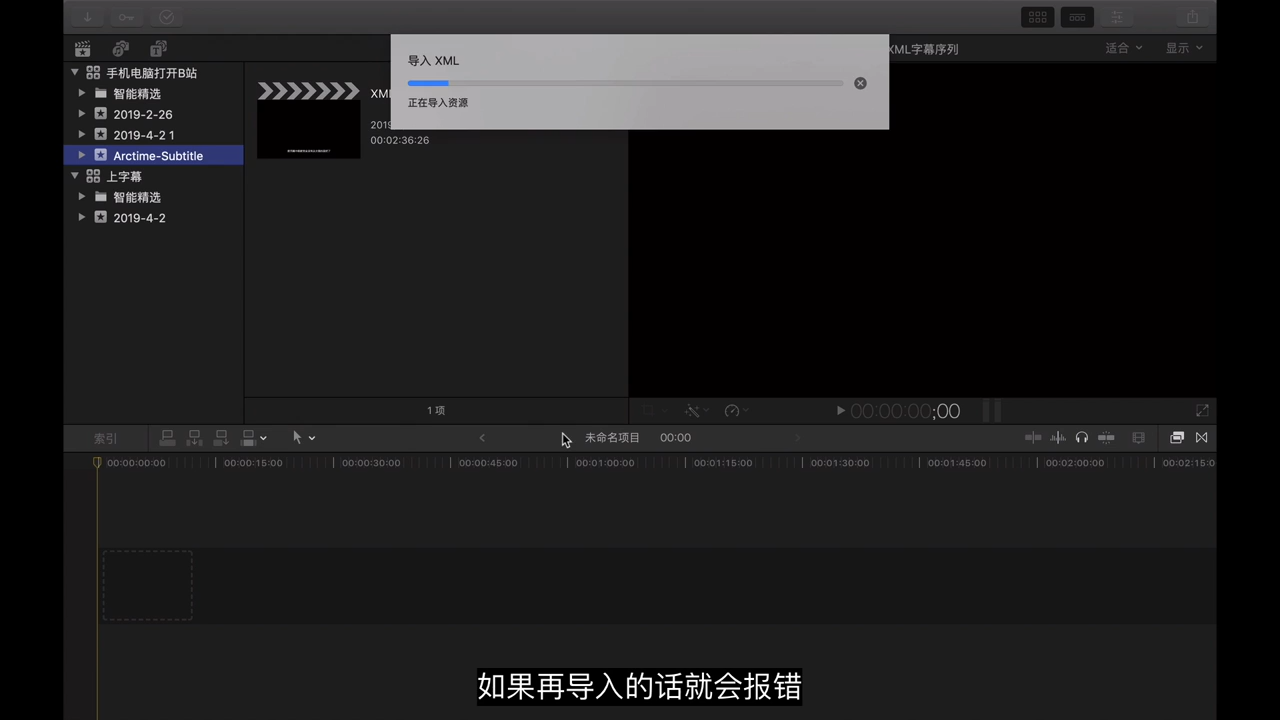 导入 XML
正在导入资源
XML字幕序列
适合
显示
手机电脑打开B站
智能精选
2019-2-26
2019-4-2 1
Arctime-Subtitle
上字幕
智能精选
2019-4-2
XML
2019
00:02:36:26
1 项
00:00:00;00
索引
未命名项目
00:00
00:00:00:00
00:00:15:00
00:00:30:00
00:00:45:00
00:01:00:00
00:01:15:00
00:01:30:00
00:01:45:00
00:02:00:00
00:02:15:0
如果再导入的话就会报错